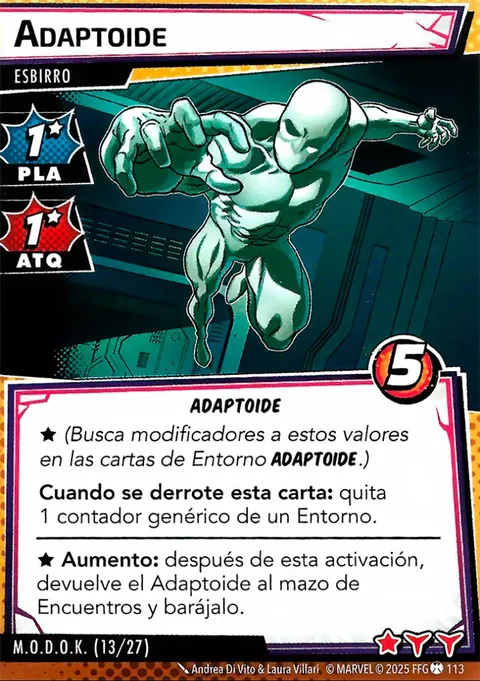 ADAPTOIDE
ESBIRRO
1★
PLA
1★
ATQ
5
ADAPTOIDE
★ (Busca modificadores a estos valores
en las cartas de Entorno ADAPTOIDE.)
Cuando se derrote esta carta: quita
1 contador genérico de un Entorno.
★ Aumento: después de esta activación,
devuelve el Adaptoide al mazo de
Encuentros y barájalo.
M.O.D.O.K. (13/27)
Andrea Di Vito & Laura Villari © MARVEL © 2025 FFG 113